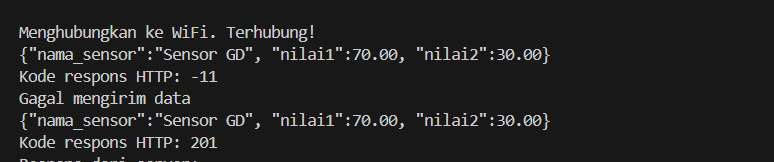 Menghubungkan ke WiFi. Terhubung!
{"nama_sensor":"Sensor GD", "nilai1":70.00, "nilai2":30.00}
Kode respons HTTP: -11
Gagal mengirim data
{"nama_sensor":"Sensor GD", "nilai1":70.00, "nilai2":30.00}
Kode respons HTTP: 201